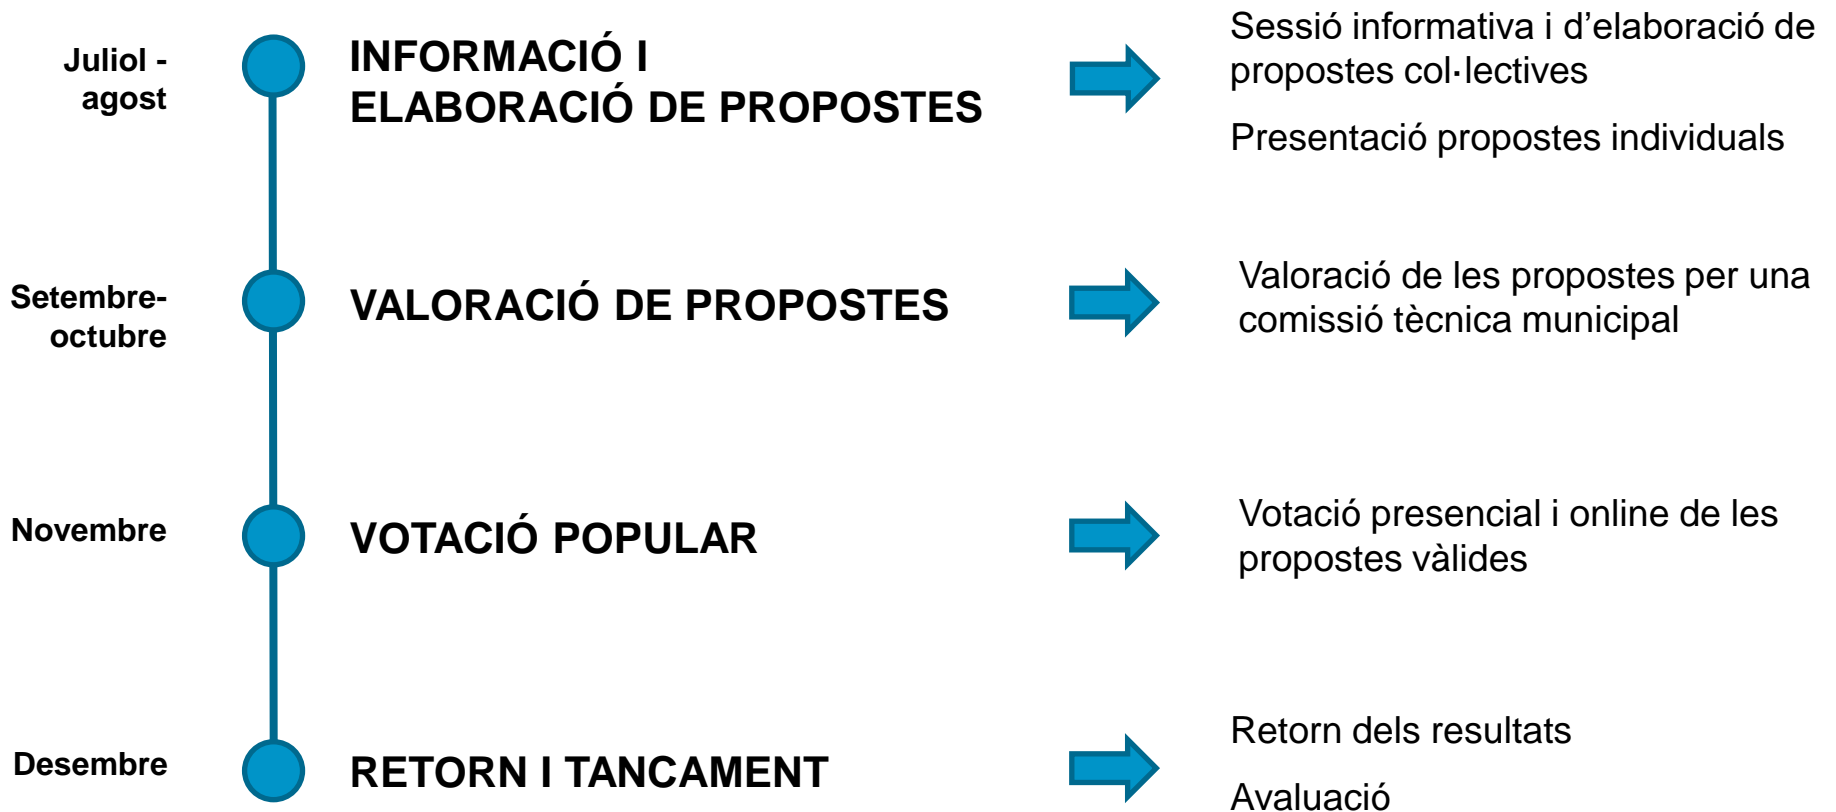 Juliol -
agost
INFORMACIÓ I
ELABORACIÓ DE PROPOSTES
Sessió informativa i d’elaboració de
propostes col·lectives
Presentació propostes individuals
Setembre-
octubre
VALORACIÓ DE PROPOSTES
Valoració de les propostes per una
comissió tècnica municipal
Novembre
VOTACIÓ POPULAR
Votació presencial i online de les
propostes vàlides
Desembre
RETORN I TANCAMENT
Retorn dels resultats
Avaluació